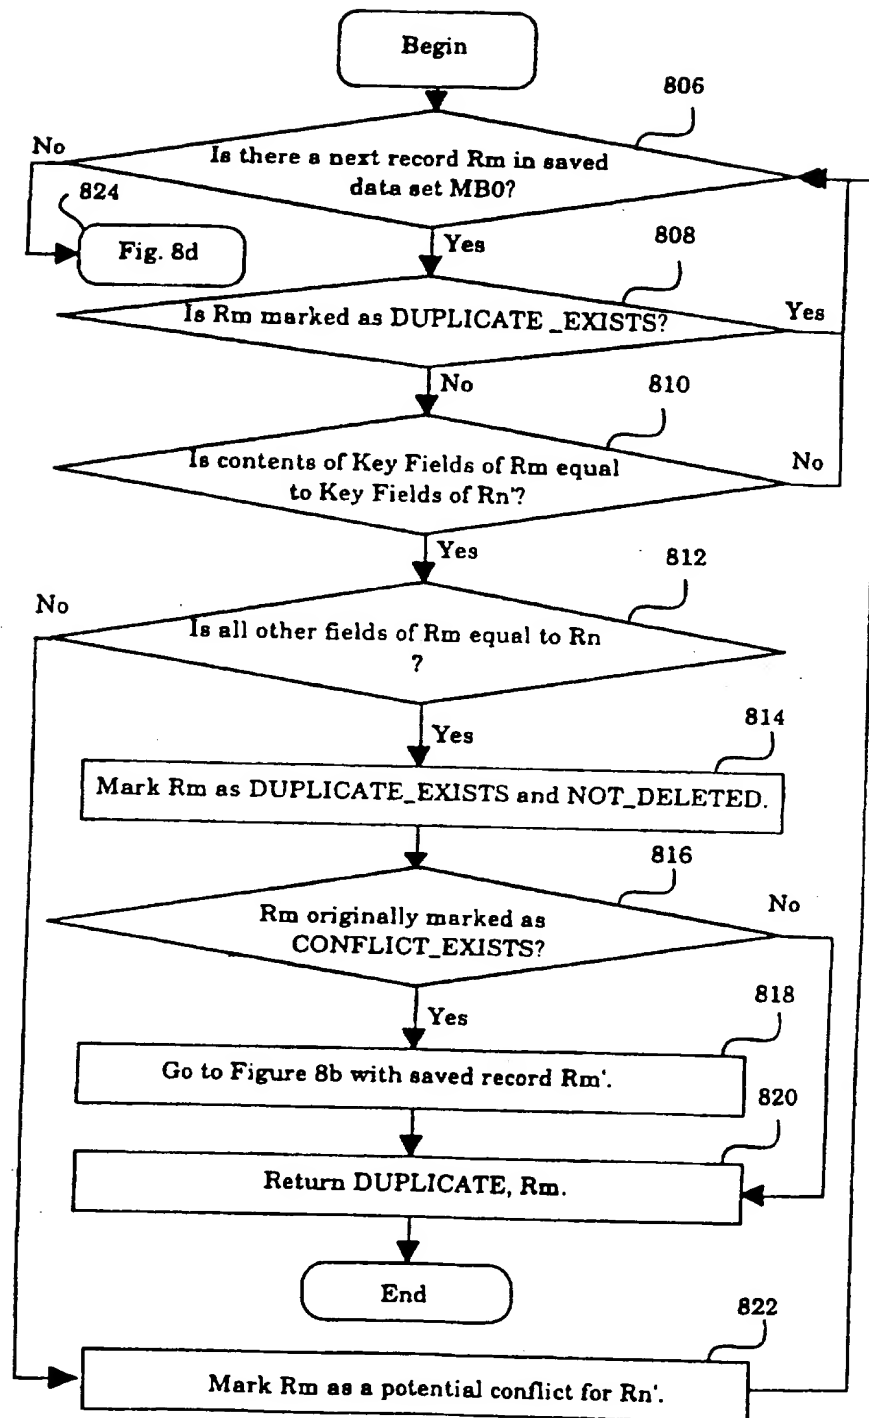 Begin
806
No
Is there a next record Rm in saved
data set MB0?
824
Fig. 8d
Yes
808
Is Rm marked as DUPLICATE _EXISTS?
Yes
No
810
Is contents of Key Fields of Rm equal
to Key Fields of Rn'?
No
Yes
812
No
Is all other fields of Rm equal to Rn
?
Yes
814
Mark Rm as DUPLICATE_EXISTS and NOT_DELETED.
816
Rm originally marked as
CONFLICT_EXISTS?
No
Yes
818
Go to Figure 8b with saved record Rm'.
820
Return DUPLICATE, Rm.
End
822
Mark Rm as a potential conflict for Rn'.